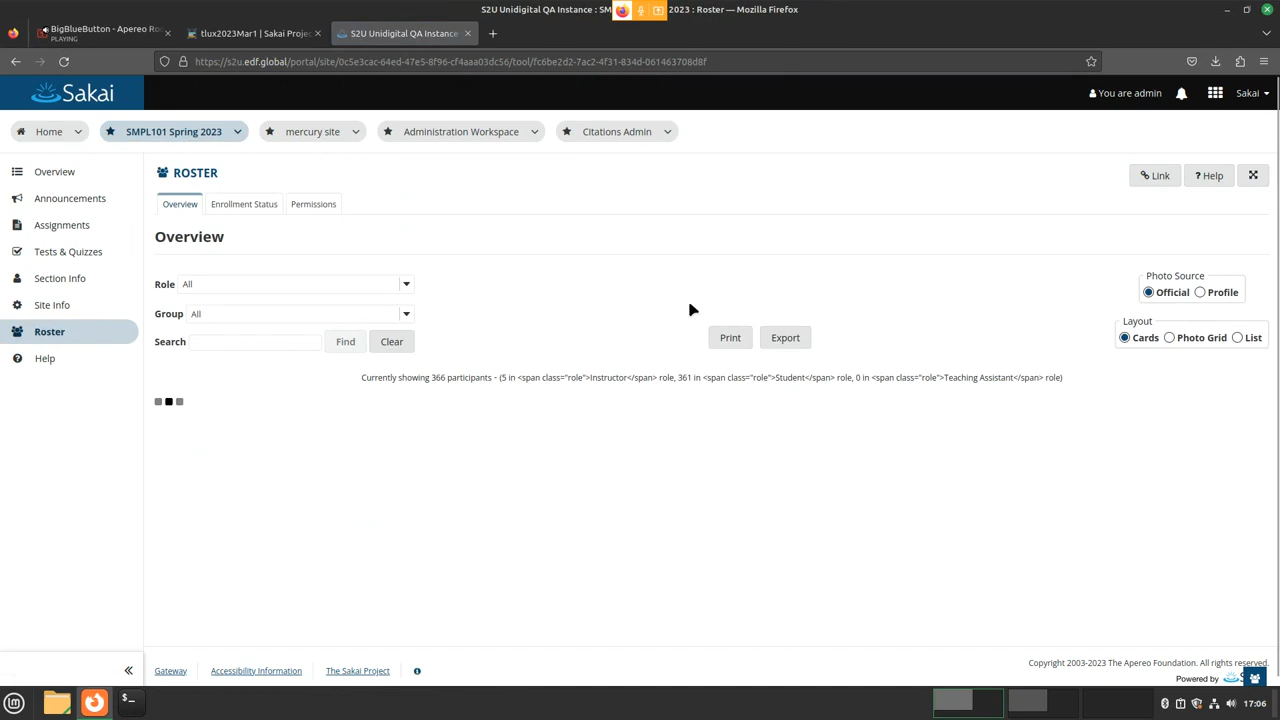 S2U Unidigital QA Instance : SM 2023 : Roster — Mozilla Firefox
BigBlueButton - Apereo Ro
PLAYING
tlux2023Mar1 | Sakai Projec
S2U Unidigital QA Instance
https://s2u.edf.global/portal/site/0c5e3cac-64ed-47e5-8f96-cf4aaa03dc56/tool/fc6be2d2-7ac2-4f31-834d-061463708d8f
Sakai
You are admin
Sakai
Home
SMPL101 Spring 2023
mercury site
Administration Workspace
Citations Admin
Overview
Announcements
Assignments
Tests & Quizzes
Section Info
Site Info
Roster
Help
ROSTER
Link
? Help
Overview
Enrollment Status
Permissions
Overview
Role All
Group All
Search
Find
Clear
Print
Export
Photo Source
Official
Profile
Layout
Cards
Photo Grid
List
Currently showing 366 participants - (5 in <span class="role">Instructor</span> role, 361 in <span class="role">Student</span> role, 0 in <span class="role">Teaching Assistant</span> role)
Gateway
Accessibility Information
The Sakai Project
Copyright 2003-2023 The Apereo Foundation. All rights reserved.
Powered by
17:06